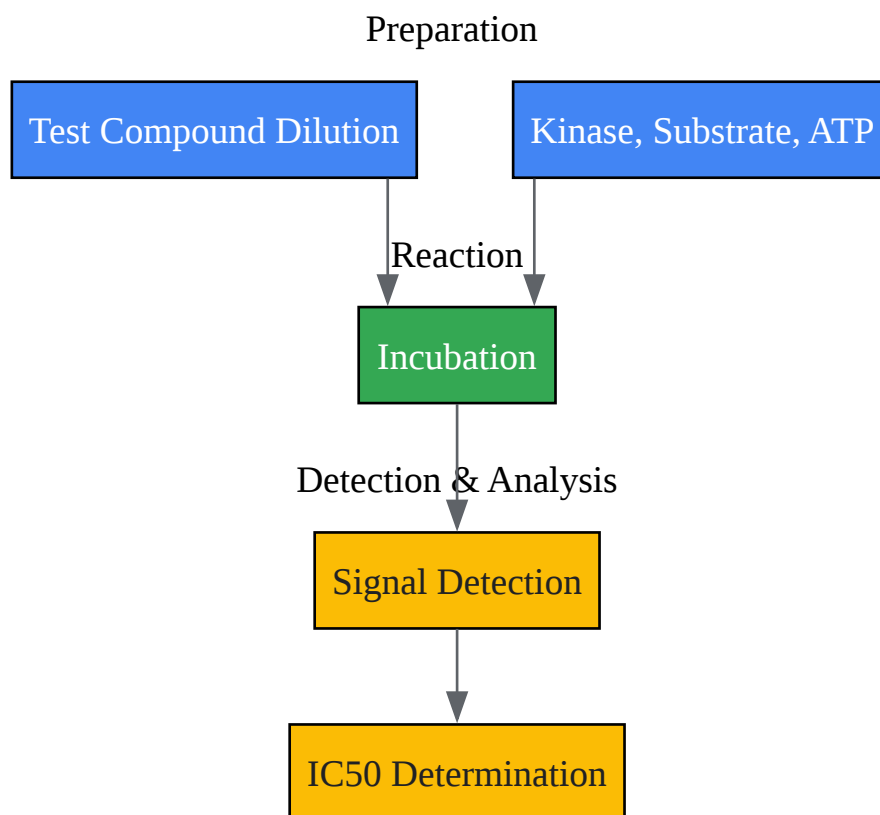 Preparation
Test Compound Dilution
Kinase, Substrate, ATP
Reaction
Incubation
Detection & Analysis
Signal Detection
IC50 Determination